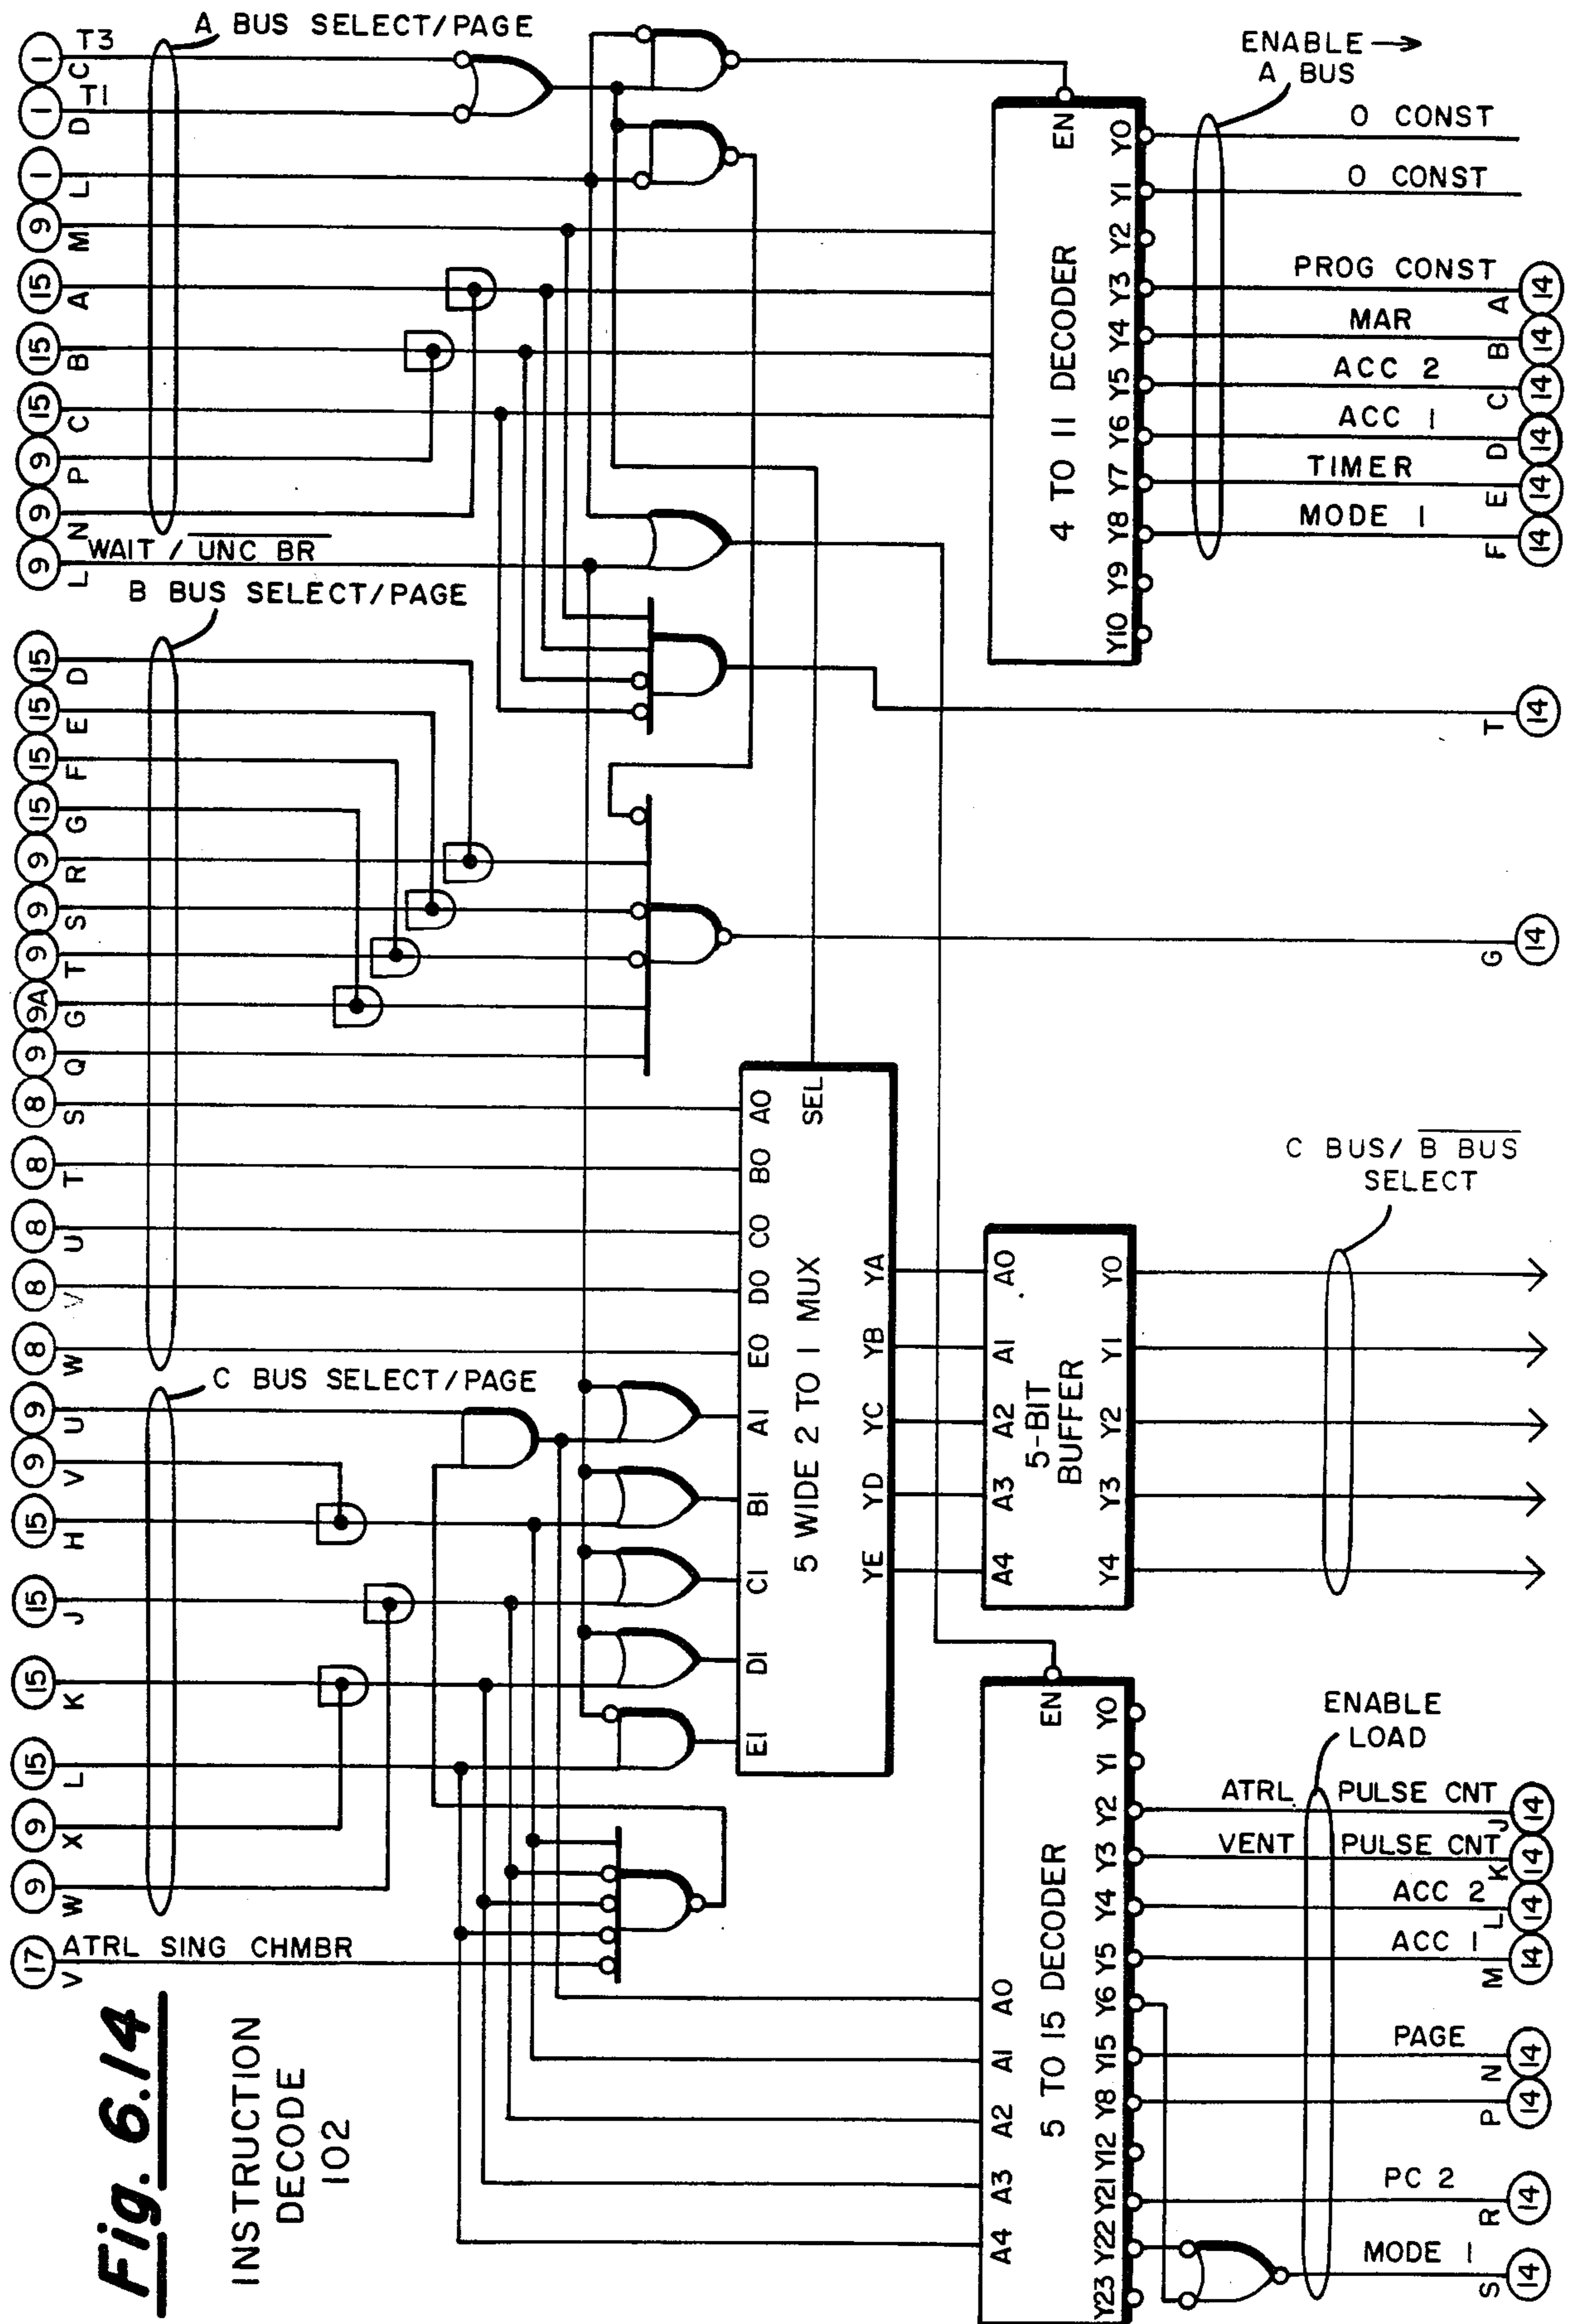 A BUS SELECT/PAGE
1 T3 C
1 T1 D
1 L
9 M
15 A
15 B
15 C
9 P
9 N
9 L WAIT / UNC BR
B BUS SELECT/PAGE
15 D
15 E
15 F
15 G
9 R
9 S
9 T
9A G
9 Q
8 S
8 T
8 U
8 V
8 W
C BUS SELECT/PAGE
9 U
9 V
15 H
15 J
15 K
15 L
9 X
9 W
17 V ATRL SING CHMBR
ENABLE →
A BUS
EN
4 TO 11 DECODER
Y0 O CONST
Y1 O CONST
Y2
Y3 PROG CONST A 14
Y4 MAR B 14
Y5 ACC 2 C 14
Y6 ACC 1 D 14
Y7 TIMER E 14
Y8 MODE 1 F 14
Y9
Y10
T 14
G 14
SEL
5 WIDE 2 TO 1 MUX
A0
B0
C0
D0
E0
A1
B1
C1
D1
E1
YA
YB
YC
YD
YE
C BUS/ B BUS
SELECT
5-BIT
BUFFER
A0 Y0
A1 Y1
A2 Y2
A3 Y3
A4 Y4
ENABLE
LOAD
EN
5 TO 15 DECODER
A0
A1
A2
A3
A4
Y0
Y1
Y2 ATRL PULSE CNT J 14
Y3 VENT PULSE CNT K 14
Y4 ACC 2 L 14
Y5 ACC 1 M 14
Y6
Y15 PAGE N 14
Y8 P 14
Y12
Y21 PC 2 R 14
Y22
Y23 MODE 1 S 14
Fig. 6.14
INSTRUCTION
DECODE
102